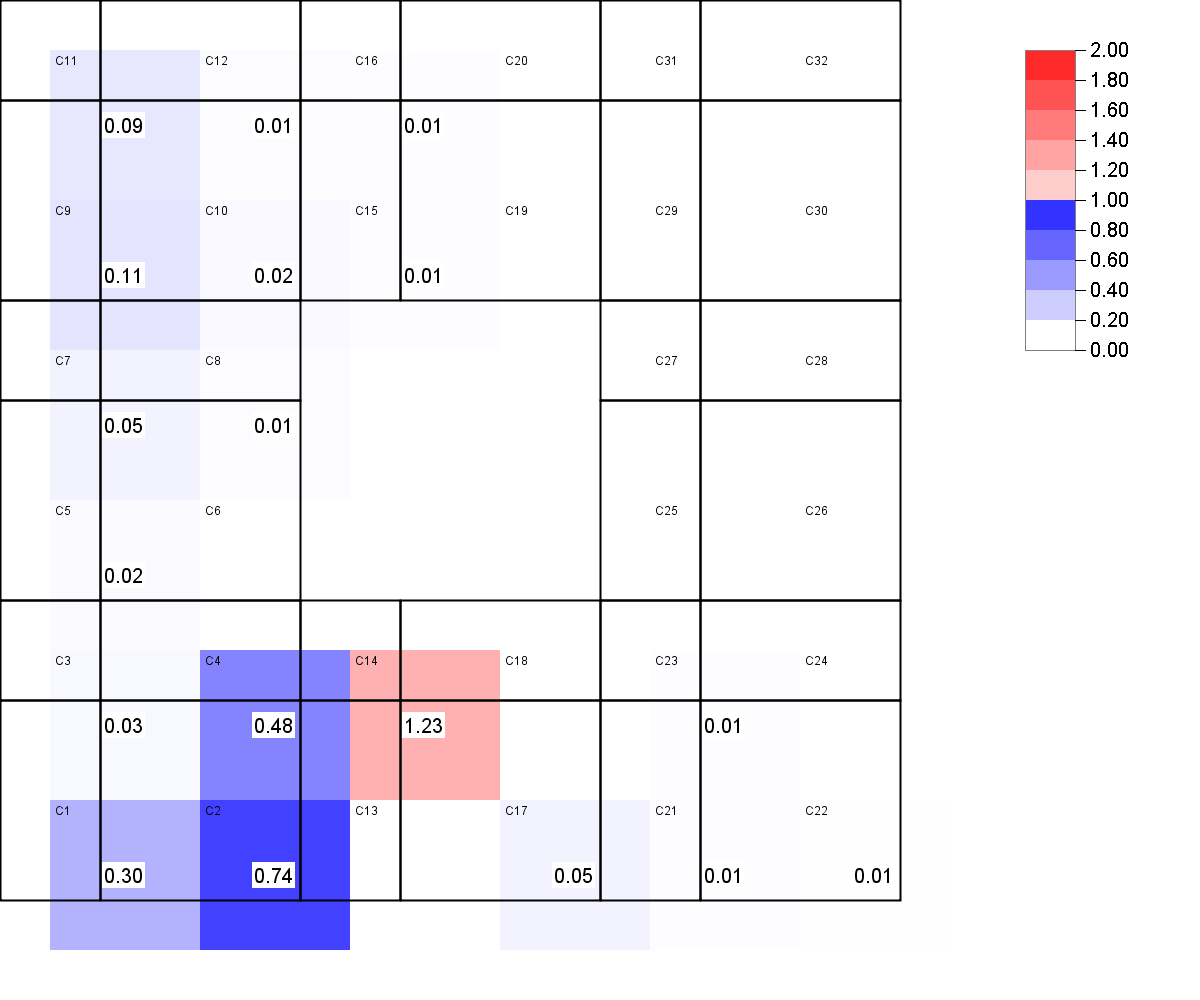 C11 C12 C16 C20 C31 C32 2.00
1.80
0.09 0.01 0.01 1.60
1.40
1.20
C9 C10 C15 C19 C29 C30 1.00
0.80
0.11 0.02 0.01 0.60
0.40
0.20
C7 C8 C27 C28 0.00
0.05 0.01
C5 C6 C25 C26
0.02
C3 C4 C14 C18 C23 C24
0.03 0.48 1.23 0.01
C1 C2 C13 C17 C21 C22
0.30 0.74 0.05 0.01 0.01